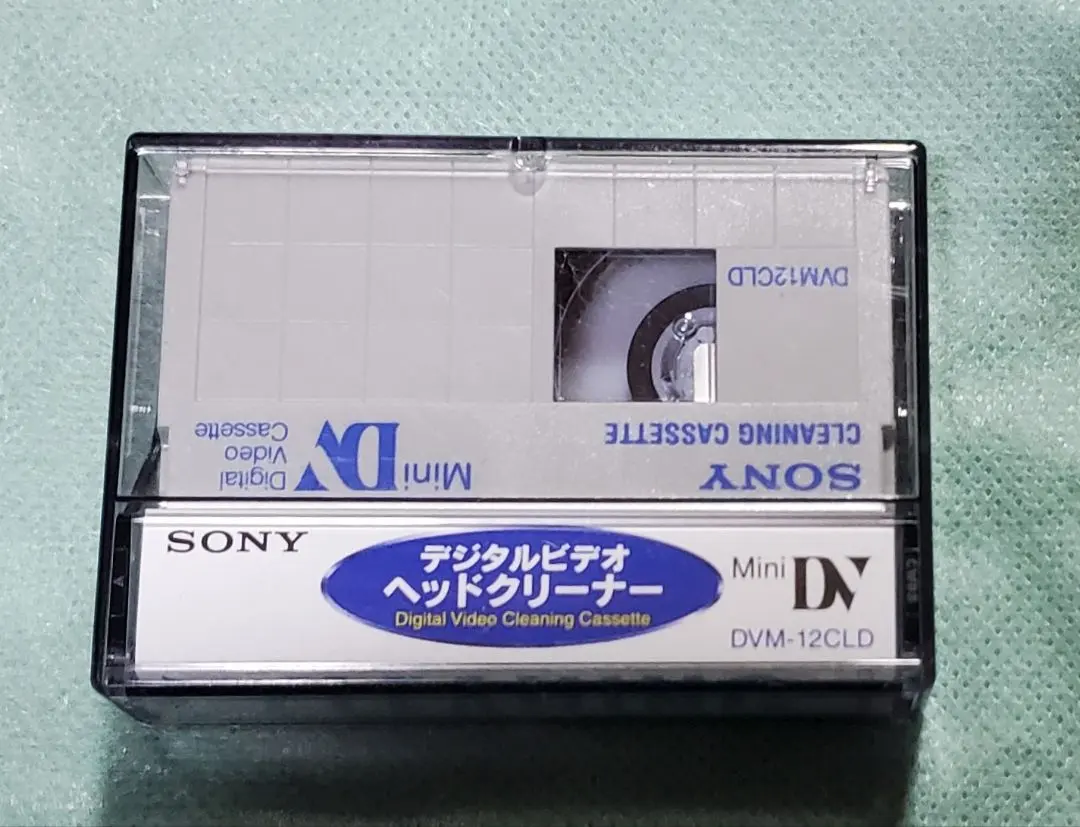 DVM12CLD
CLEANING CASSETTE
SONY
Mini DV
Digital
Video
Cassette
SONY
デジタルビデオ
ヘッドクリーナー
Digital Video Cleaning Cassette
Mini DV
DVM-12CLD